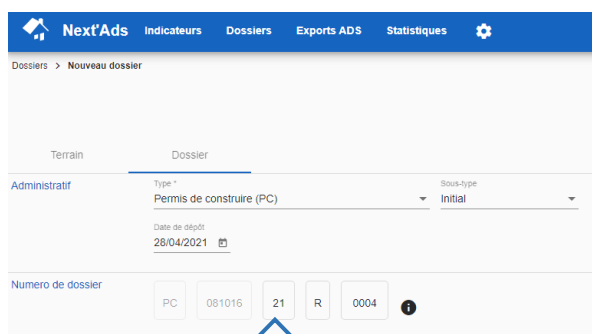 Next'Ads Indicateurs Dossiers Exports ADS Statistiques
Dossiers > Nouveau dossier
Terrain Dossier
Administratif
Type * Sous-type
Permis de construire (PC) Initial
Date de dépôt
28/04/2021
Numero de dossier
PC 081016 21 R 0004